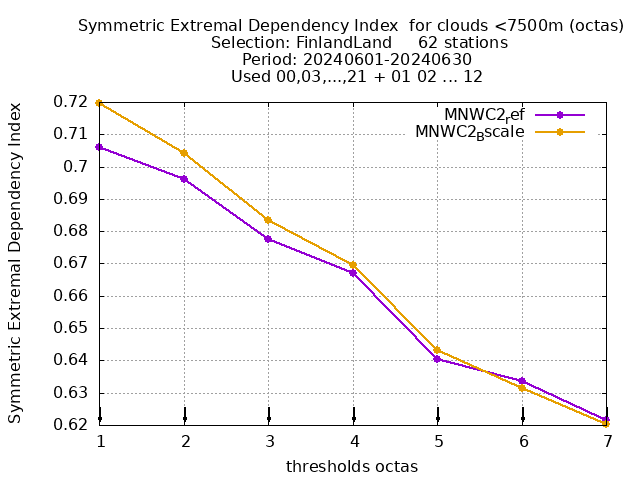 Symmetric Extremal Dependency Index  for clouds <7500m (octas)
Selection: FinlandLand     62 stations
Period: 20240601-20240630
Used 00,03,...,21 + 01 02 ... 12
Symmetric Extremal Dependency Index
0.72
0.71
0.7
0.69
0.68
0.67
0.66
0.65
0.64
0.63
0.62
MNWC2ref
MNWC2Bscale
1 2 3 4 5 6 7
thresholds octas